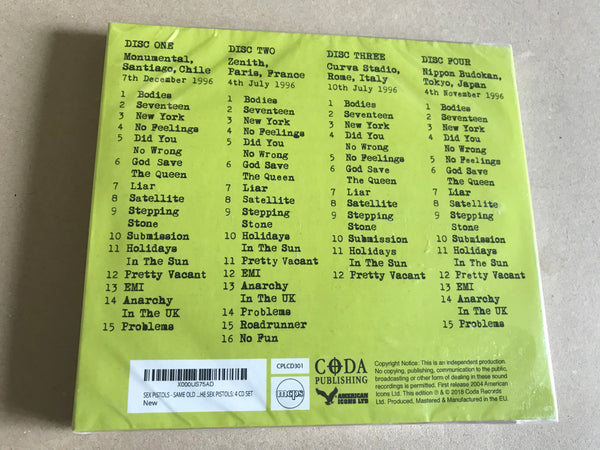 DISC ONE
Monumental,
Santiago, Chile
7th December 1996
1 Bodies
2 Seventeen
3 New York
4 No Feelings
5 Did You
No Wrong
6 God Save
The Queen
7 Liar
8 Satellite
9 Stepping
Stone
10 Submission
11 Holidays
In The Sun
12 Pretty Vacant
13 EMI
14 Anarchy
In The UK
15 Problems
DISC TWO
Zenith,
Paris, France
4th July 1996
1 Bodies
2 Seventeen
3 New York
4 No Feelings
5 Did You
No Wrong
6 God Save
The Queen
7 Liar
8 Satellite
9 Stepping
Stone
10 Holidays
In The Sun
11 Pretty Vacant
12 EMI
13 Anarchy
In The UK
14 Problems
15 Roadrunner
16 No Fun
DISC THREE
Curva Stadio,
Rome, Italy
10th July 1996
1 Bodies
2 Seventeen
3 New York
4 Did You
No Wrong
5 No Feelings
6 God Save
The Queen
7 Liar
8 Satellite
9 Stepping
Stone
10 Submission
11 Holidays
In The Sun
12 Pretty Vacant
DISC FOUR
Nippon Budokan,
Tokyo, Japan
4th November 1996
1 Bodies
2 Seventeen
3 New York
4 Did You
No Wrong
5 No Feelings
6 God Save
The Queen
7 Liar
8 Satellite
9 Stepping
Stone
10 Submission
11 Holidays
In The Sun
12 Pretty Vacant
13 EMI
14 Anarchy
In The UK
15 Problems
X000US75AD
SEX PISTOLS - SAME OLD ...HE SEX PISTOLS: 4 CD SET
New
CPLCD301
mcps
CODA
PUBLISHING
AMERICAN
ICONS LTD
Copyright Notice: This is an independent production.
No copying, publishing, communication to the public,
broadcasting or other form of dealing in these sound
recordings is permitted. First release 2004 American
Icons Ltd. This edition ℗ & © 2018 Coda Records
Ltd. Produced, Mastered & Manufactured in the EU.